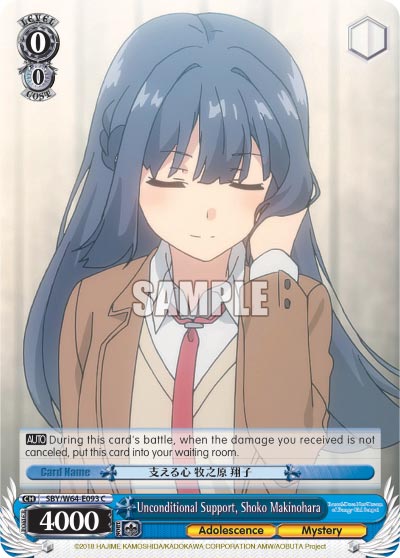 LEVEL
0
0
COST
SAMPLE
AUTO During this card's battle, when the damage you received is not
canceled, put this card into your waiting room.
Card Name 支える心 牧之原 翔子
CH SBY/W64-E093 C Unconditional Support, Shoko Makinohara
POWER 4000 Adolescence Mystery
©2018 HAJIME KAMOSHIDA/KADOKAWA CORPORATION AMW/AOBUTA Project